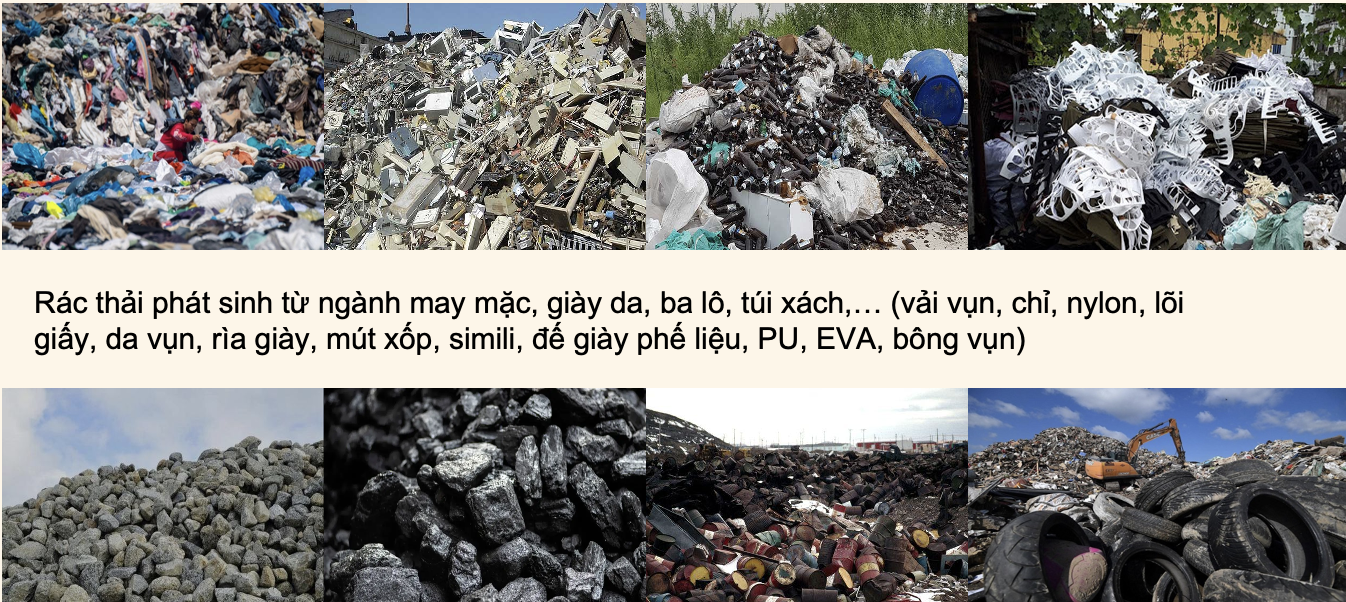 Rác thải phát sinh từ ngành may mặc, giày da, ba lô, túi xách,... (vải vụn, chỉ, nylon, lõi
giấy, da vụn, rìa giày, mút xốp, simili, đế giày phế liệu, PU, EVA, bông vụn)